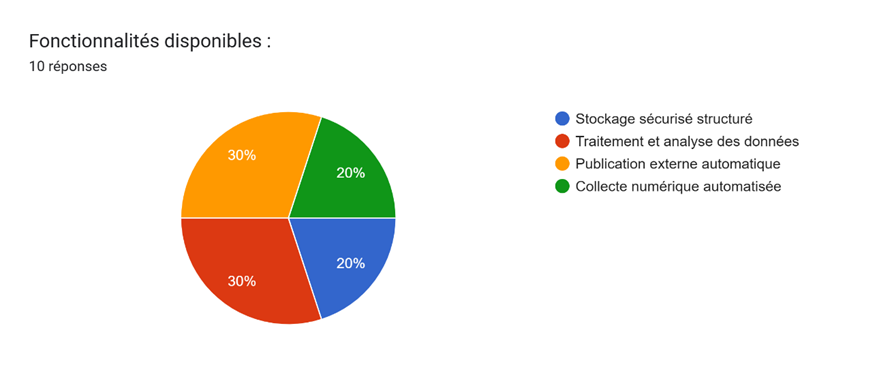 Fonctionnalités disponibles :
10 réponses
30%
20%
30%
20%
Stockage sécurisé structuré
Traitement et analyse des données
Publication externe automatique
Collecte numérique automatisée